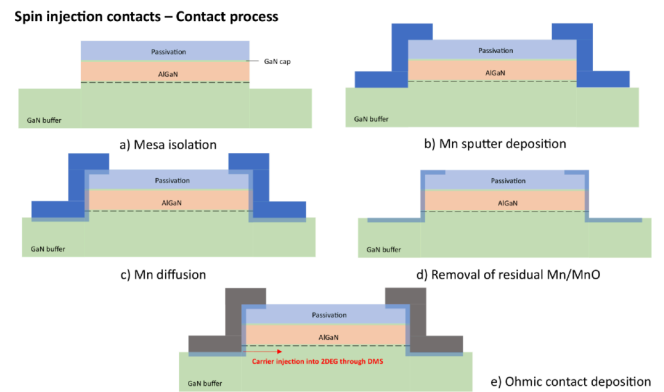 Spin injection contacts – Contact process
Passivation
GaN cap
AlGaN
GaN buffer
a) Mesa isolation
Passivation
AlGaN
GaN buffer
b) Mn sputter deposition
Passivation
AlGaN
GaN buffer
c) Mn diffusion
Passivation
AlGaN
GaN buffer
d) Removal of residual Mn/MnO
Passivation
AlGaN
Carrier injection into 2DEG through DMS
GaN buffer
e) Ohmic contact deposition